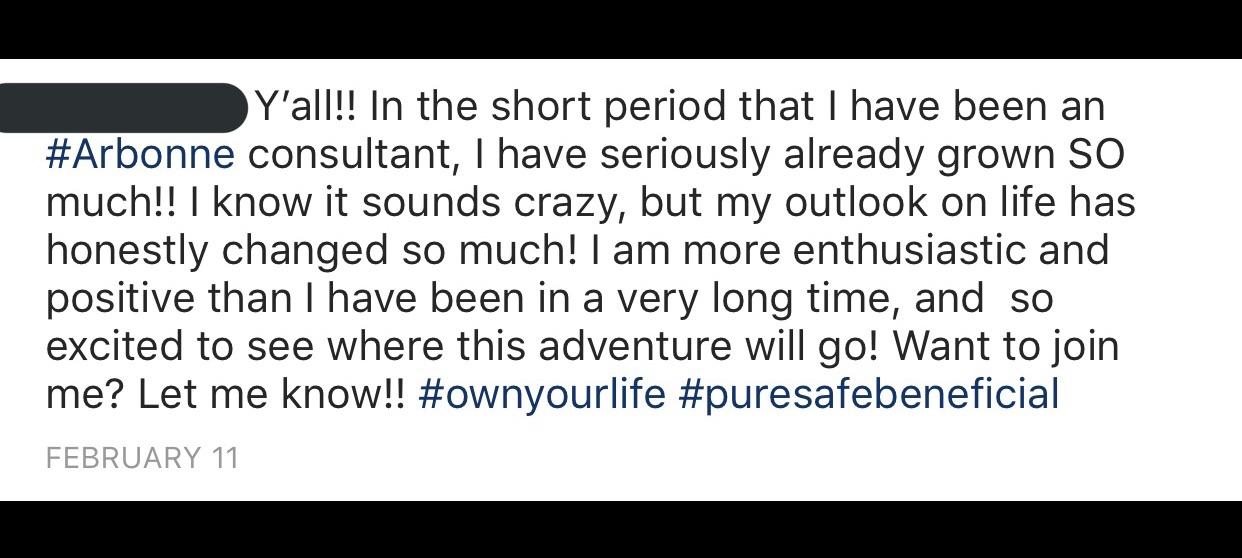 Y’all!! In the short period that I have been an
#Arbonne consultant, I have seriously already grown SO
much!! I know it sounds crazy, but my outlook on life has
honestly changed so much! I am more enthusiastic and
positive than I have been in a very long time, and  so
excited to see where this adventure will go! Want to join
me? Let me know!! #ownyourlife #puresafebeneficial
FEBRUARY 11